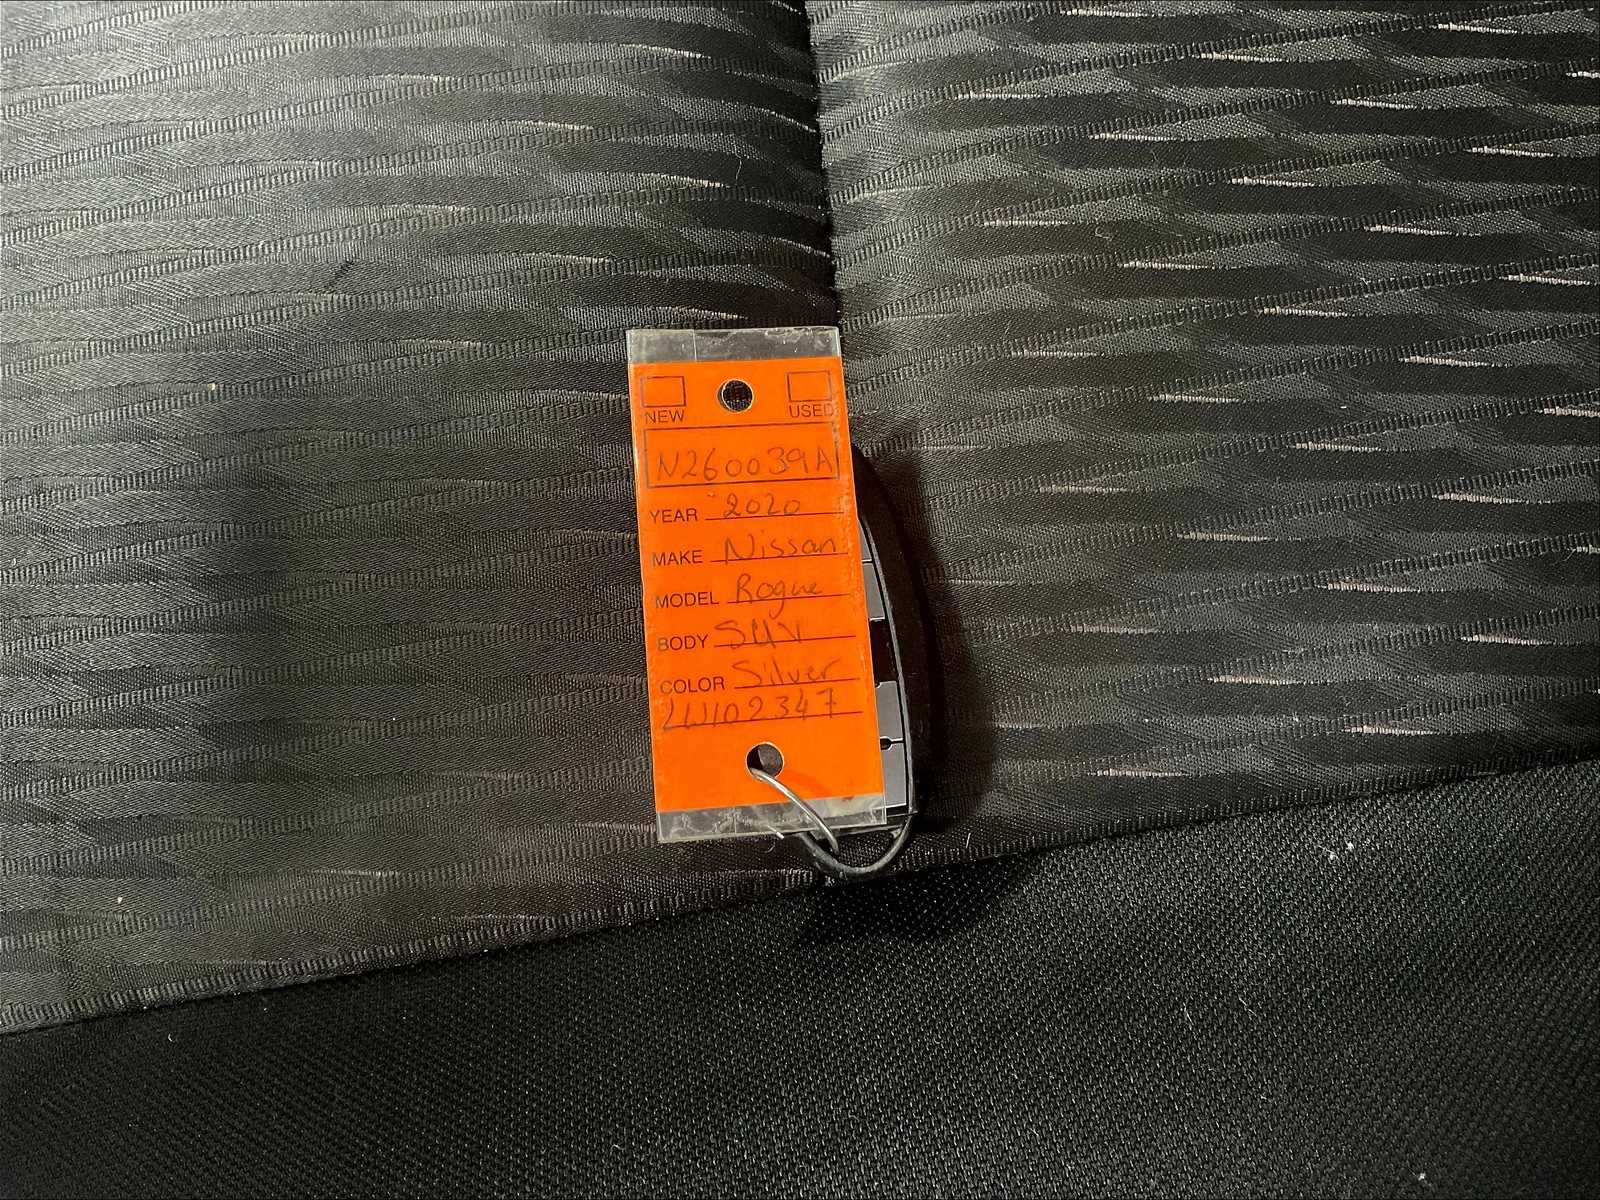 NEW USED
N260039A
YEAR 2020
MAKE Nissan
MODEL Rogue
BODY SUV
COLOR Silver
LW102347